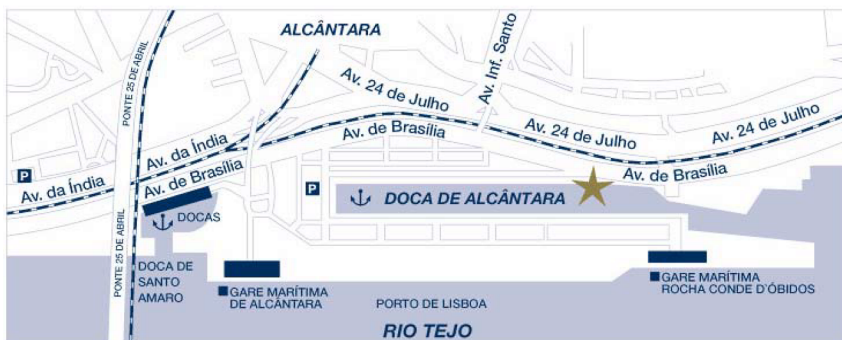 ALCÂNTARA
PONTE 25 DE ABRIL
Av. Inf. Santo
Av. 24 de Julho
Av. 24 de Julho
Av. 24 de Julho
Av. da Índia
Av. de Brasília
P
Av. da Índia
Av. de Brasília
Av. de Brasília
P
DOCA DE ALCÂNTARA
DOCAS
PONTE 25 DE ABRIL
DOCA DE
SANTO
AMARO
GARE MARÍTIMA
DE ALCÂNTARA
GARE MARÍTIMA
ROCHA CONDE D'ÓBIDOS
PORTO DE LISBOA
RIO TEJO